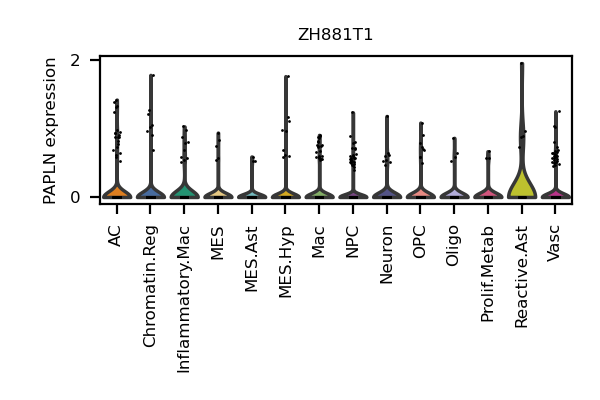 ZH881T1
PAPLN expression
2
0
AC
Chromatin.Reg
Inflammatory.Mac
MES
MES.Ast
MES.Hyp
Mac
NPC
Neuron
OPC
Oligo
Prolif.Metab
Reactive.Ast
Vasc